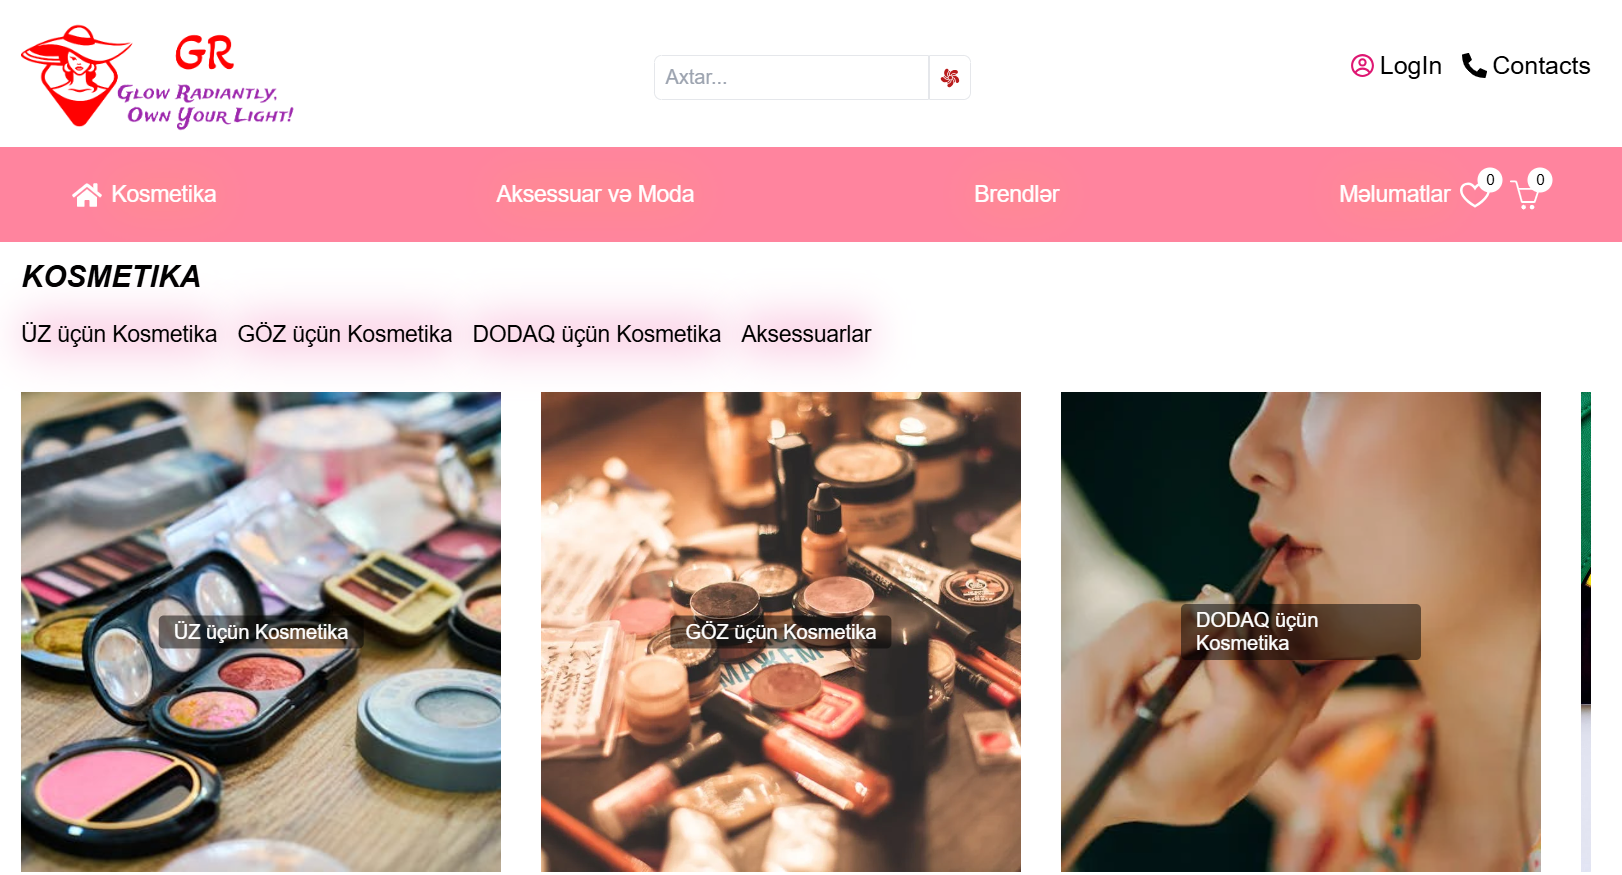 GR
Glow Radiantly,
Own Your Light!
Axtar...
LogIn
Contacts
Kosmetika
Aksessuar və Moda
Brendlər
Məlumatlar
0
0
KOSMETIKA
ÜZ üçün Kosmetika GÖZ üçün Kosmetika DODAQ üçün Kosmetika Aksessuarlar
ÜZ üçün Kosmetika
GÖZ üçün Kosmetika
DODAQ üçün
Kosmetika